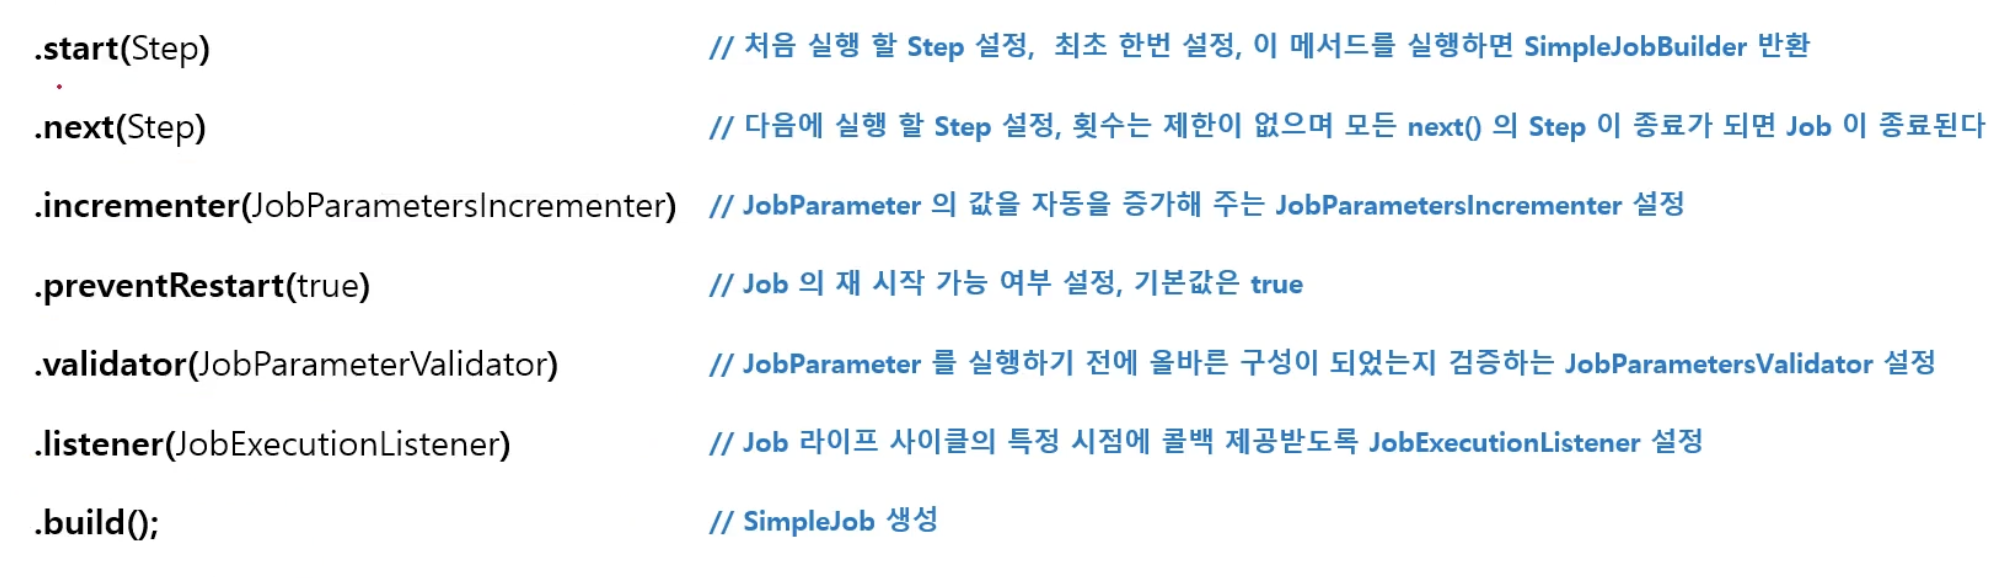 .start(Step) // 처음 실행 할 Step 설정, 최초 한번 설정, 이 메서드를 실행하면 SimpleJobBuilder 반환
.next(Step) // 다음에 실행 할 Step 설정, 횟수는 제한이 없으며 모든 next() 의 Step 이 종료가 되면 Job 이 종료된다
.incrementer(JobParametersIncrementer) // JobParameter 의 값을 자동을 증가해 주는 JobParametersIncrementer 설정
.preventRestart(true) // Job 의 재 시작 가능 여부 설정, 기본값은 true
.validator(JobParameterValidator) // JobParameter 를 실행하기 전에 올바른 구성이 되었는지 검증하는 JobParametersValidator 설정
.listener(JobExecutionListener) // Job 라이프 사이클의 특정 시점에 콜백 제공받도록 JobExecutionListener 설정
.build(); // SimpleJob 생성